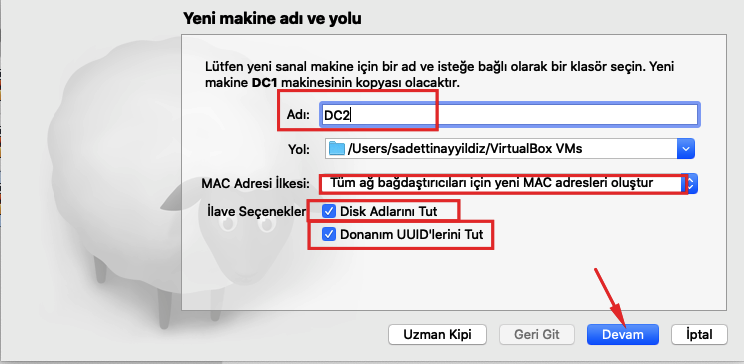 Yeni makine adı ve yolu
Lütfen yeni sanal makine için bir ad ve isteğe bağlı olarak bir klasör seçin. Yeni
makine DC1 makinesinin kopyası olacaktır.
Adı: DC2
Yol: /Users/sadettinayyildiz/VirtualBox VMs
MAC Adresi İlkesi: Tüm ağ bağdaştırıcıları için yeni MAC adresleri oluştur
İlave Seçenekler Disk Adlarını Tut
Donanım UUID'lerini Tut
Uzman Kipi Geri Git Devam İptal